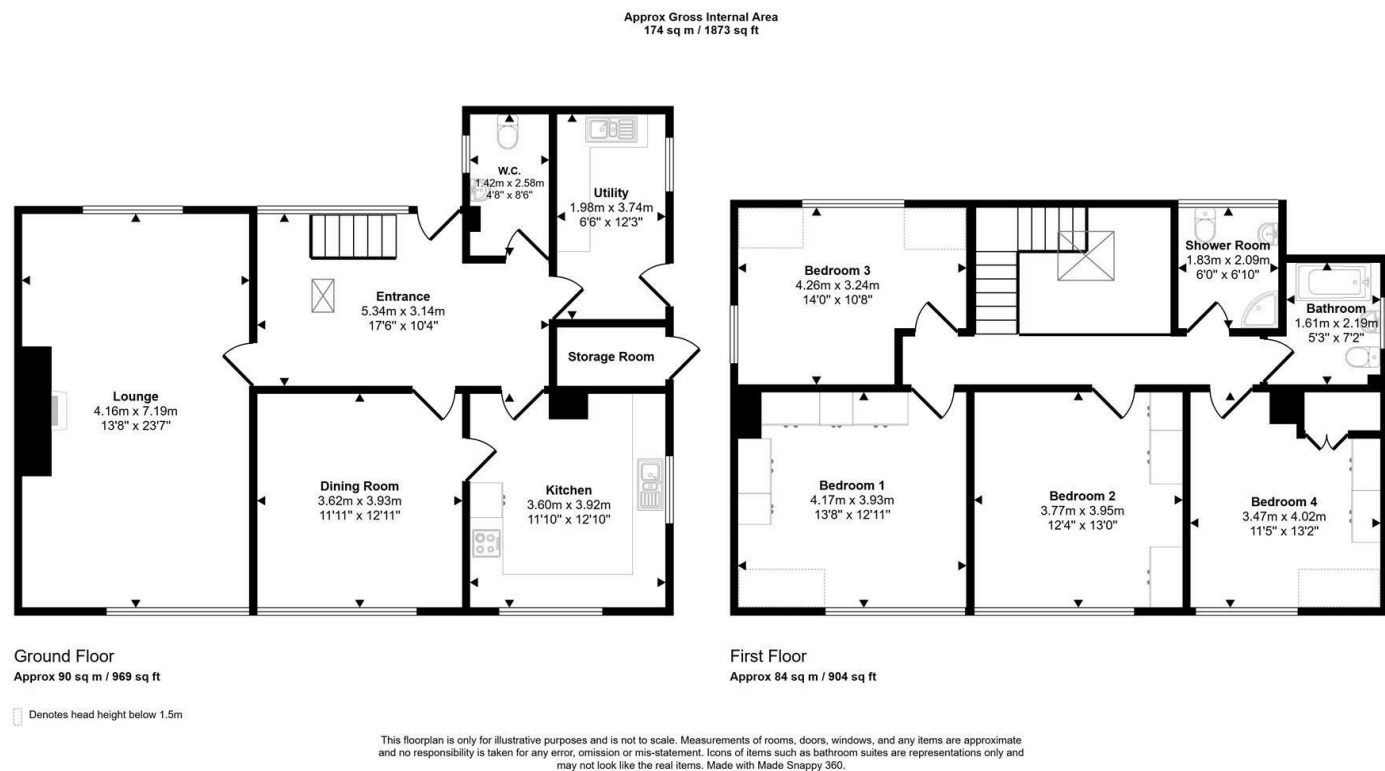 Approx Gross Internal Area
174 sq m / 1873 sq ft
W.C.
1.42m x 2.58m
4'8" x 8'6"
Utility
1.98m x 3.74m
6'6" x 12'3"
Entrance
5.34m x 3.14m
17'6" x 10'4"
Storage Room
Lounge
4.16m x 7.19m
13'8" x 23'7"
Dining Room
3.62m x 3.93m
11'11" x 12'11"
Kitchen
3.60m x 3.92m
11'10" x 12'10"
Ground Floor
Approx 90 sq m / 969 sq ft
Denotes head height below 1.5m
Bedroom 3
4.26m x 3.24m
14'0" x 10'8"
Shower Room
1.83m x 2.09m
6'0" x 6'10"
Bathroom
1.61m x 2.19m
5'3" x 7'2"
Bedroom 1
4.17m x 3.93m
13'8" x 12'11"
Bedroom 2
3.77m x 3.95m
12'4" x 13'0"
Bedroom 4
3.47m x 4.02m
11'5" x 13'2"
First Floor
Approx 84 sq m / 904 sq ft
This floorplan is only for illustrative purposes and is not to scale. Measurements of rooms, doors, windows, and any items are approximate
and no responsibility is taken for any error, omission or mis-statement. Icons of items such as bathroom suites are representations only and
may not look like the real items. Made with Made Snappy 360.